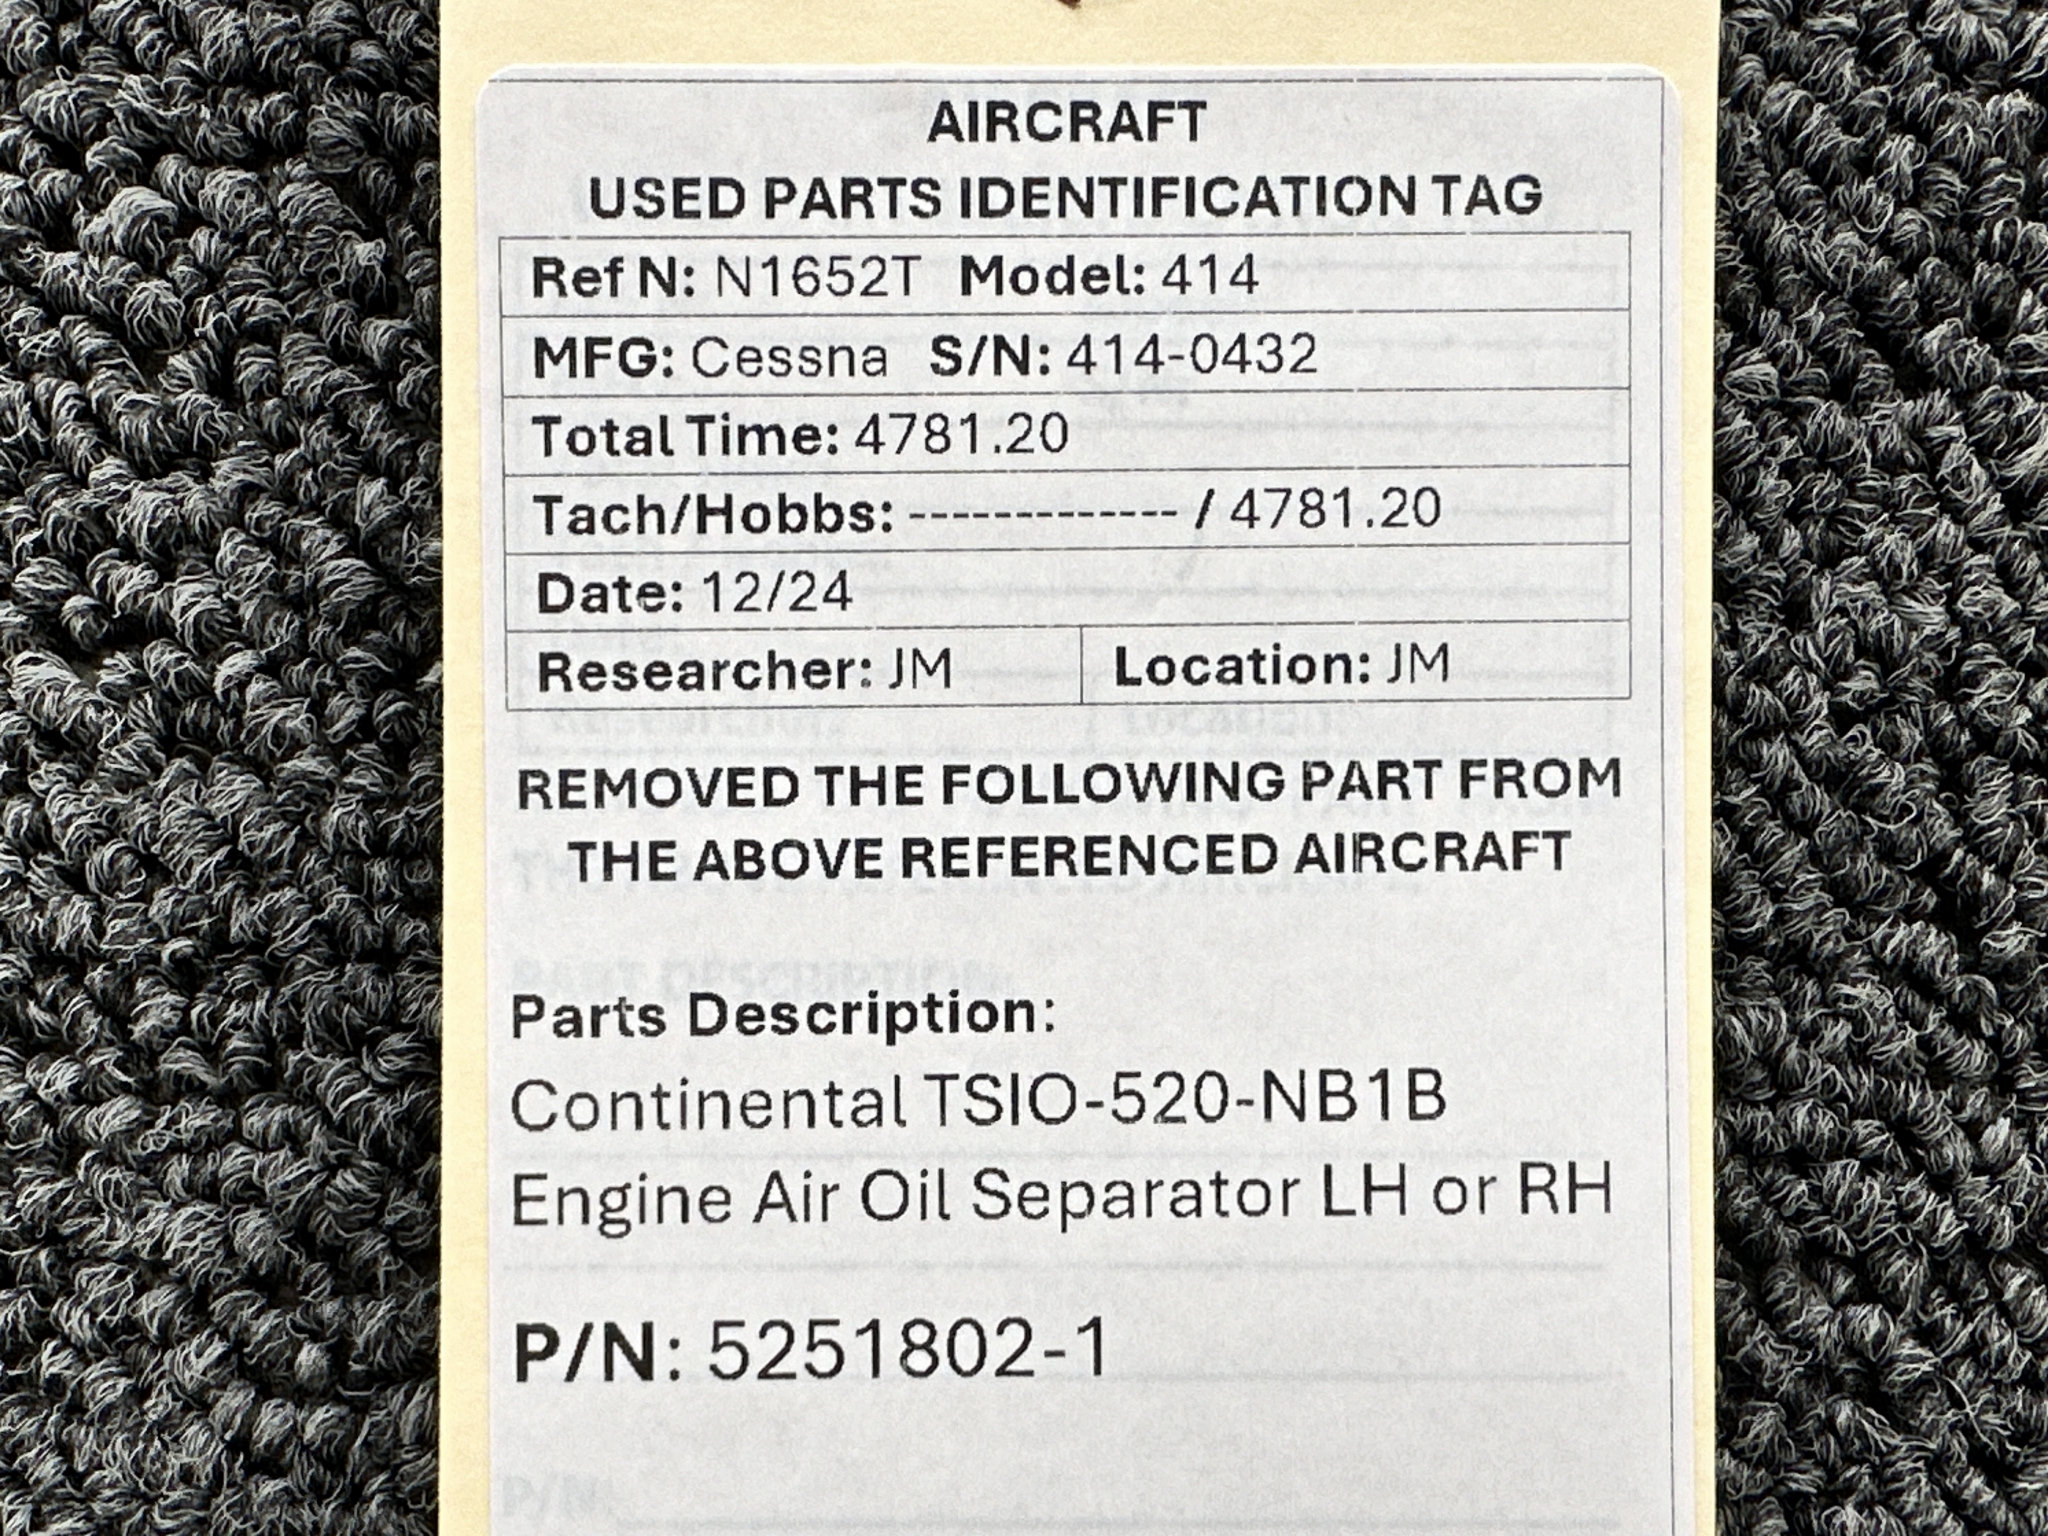 AIRCRAFT
USED PARTS IDENTIFICATION TAG
Ref N: N1652T Model: 414
MFG: Cessna S/N: 414-0432
Total Time: 4781.20
Tach/Hobbs: ------------- / 4781.20
Date: 12/24
Researcher: JM Location: JM
REMOVED THE FOLLOWING PART FROM
THE ABOVE REFERENCED AIRCRAFT
Parts Description:
Continental TSIO-520-NB1B
Engine Air Oil Separator LH or RH
P/N: 5251802-1